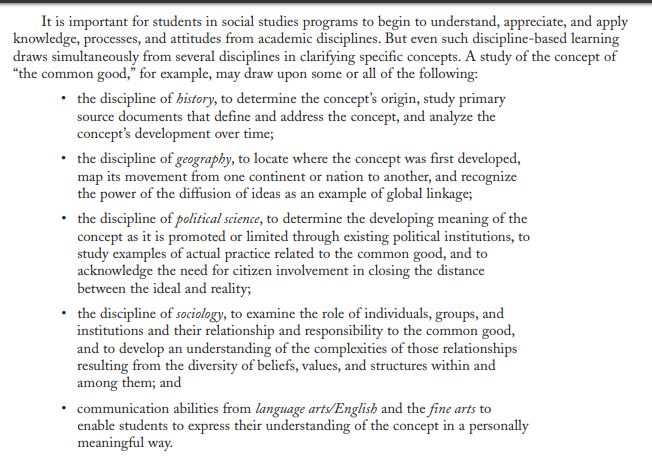 It is important for students in social studies programs to begin to understand, appreciate, and apply
knowledge, processes, and attitudes from academic disciplines. But even such discipline-based learning
draws simultaneously from several disciplines in clarifying specific concepts. A study of the concept of
“the common good,” for example, may draw upon some or all of the following:
• the discipline of history, to determine the concept’s origin, study primary
source documents that define and address the concept, and analyze the
concept’s development over time;
• the discipline of geography, to locate where the concept was first developed,
map its movement from one continent or nation to another, and recognize
the power of the diffusion of ideas as an example of global linkage;
• the discipline of political science, to determine the developing meaning of the
concept as it is promoted or limited through existing political institutions, to
study examples of actual practice related to the common good, and to
acknowledge the need for citizen involvement in closing the distance
between the ideal and reality;
• the discipline of sociology, to examine the role of individuals, groups, and
institutions and their relationship and responsibility to the common good,
and to develop an understanding of the complexities of those relationships
resulting from the diversity of beliefs, values, and structures within and
among them; and
• communication abilities from language arts/English and the fine arts to
enable students to express their understanding of the concept in a personally
meaningful way.